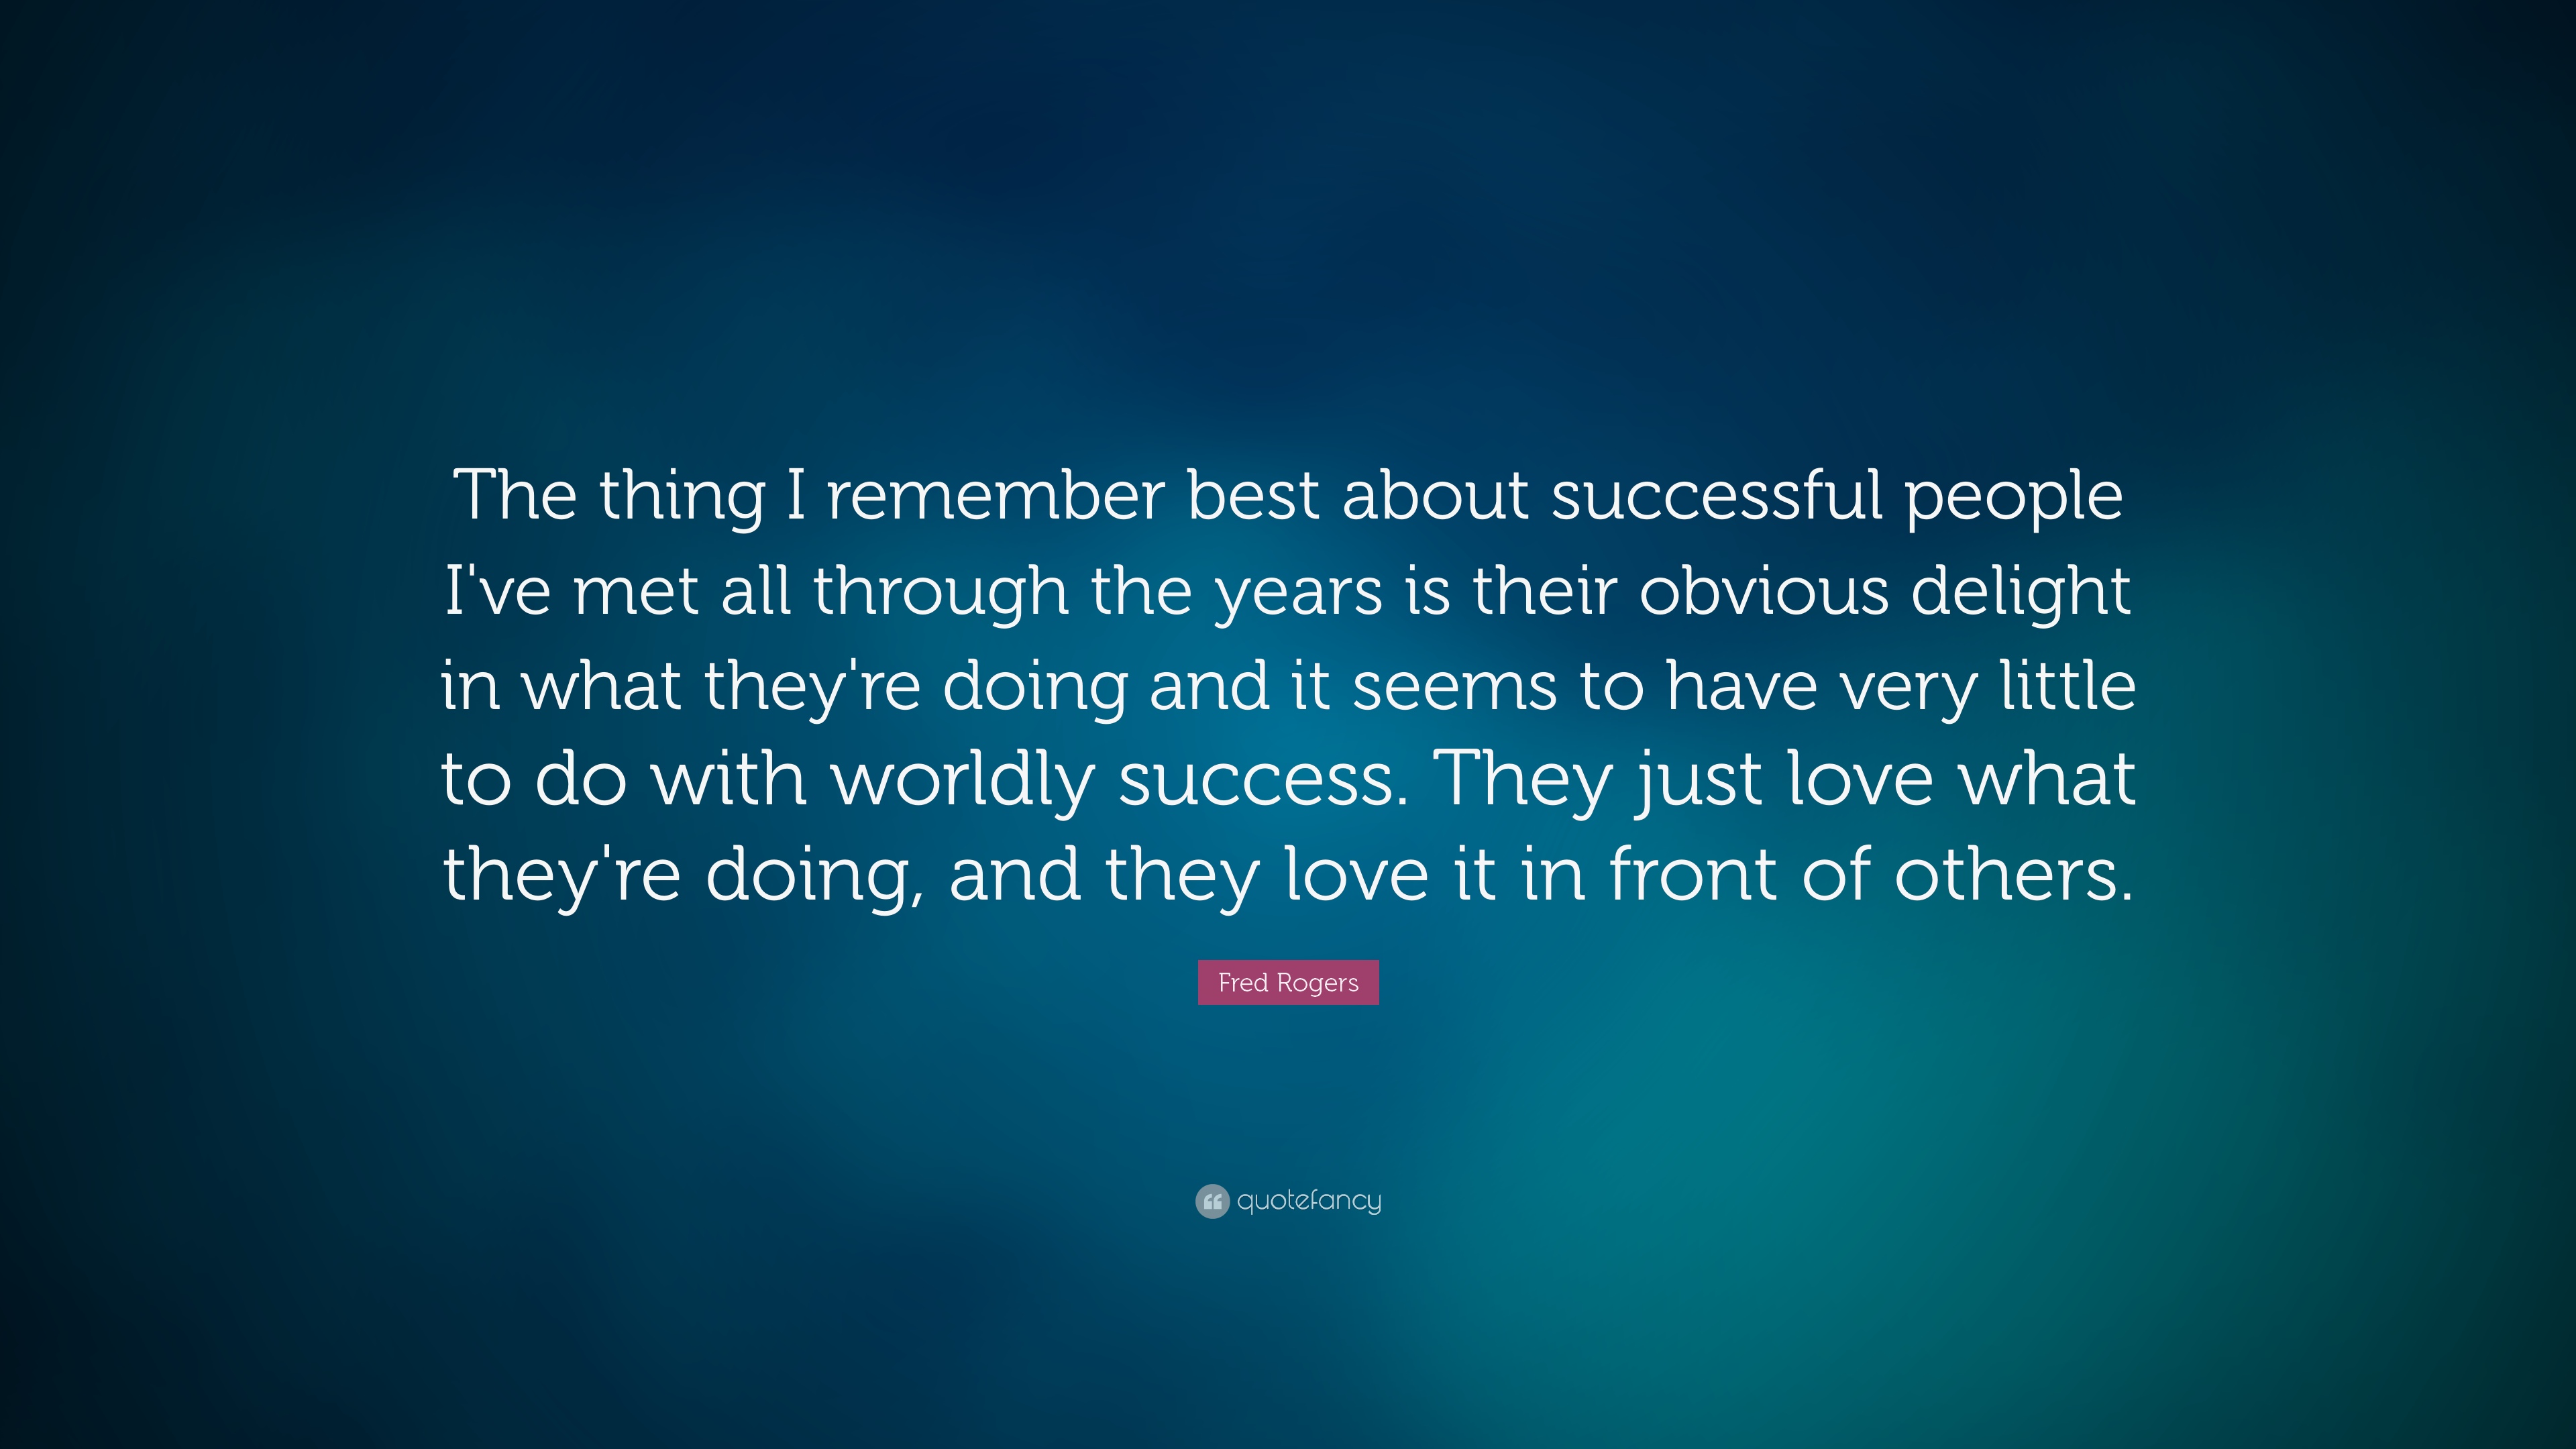 The thing I remember best about successful people
I've met all through the years is their obvious delight
in what they're doing and it seems to have very little
to do with worldly success. They just love what
they're doing, and they love it in front of others.
Fred Rogers
quotefancy